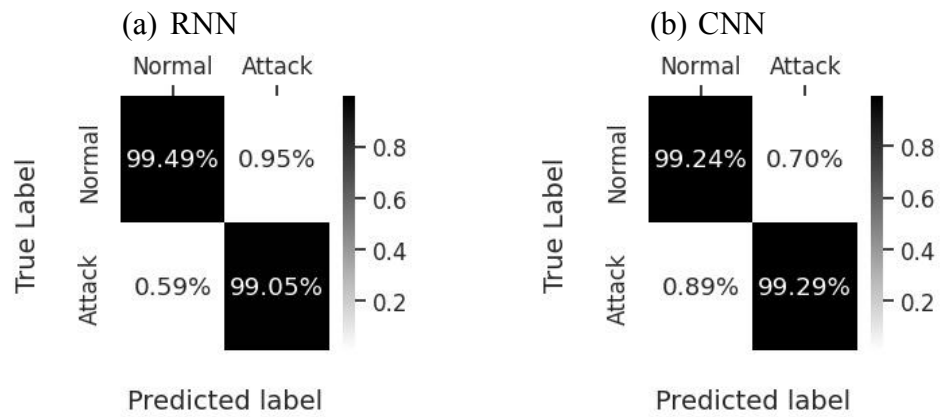 (a) RNN
Normal Attack
True Label
Normal
Attack
99.49% 0.95%
0.59% 99.05%
0.8
0.6
0.4
0.2
Predicted label
(b) CNN
Normal Attack
True Label
Normal
Attack
99.24% 0.70%
0.89% 99.29%
0.8
0.6
0.4
0.2
Predicted label